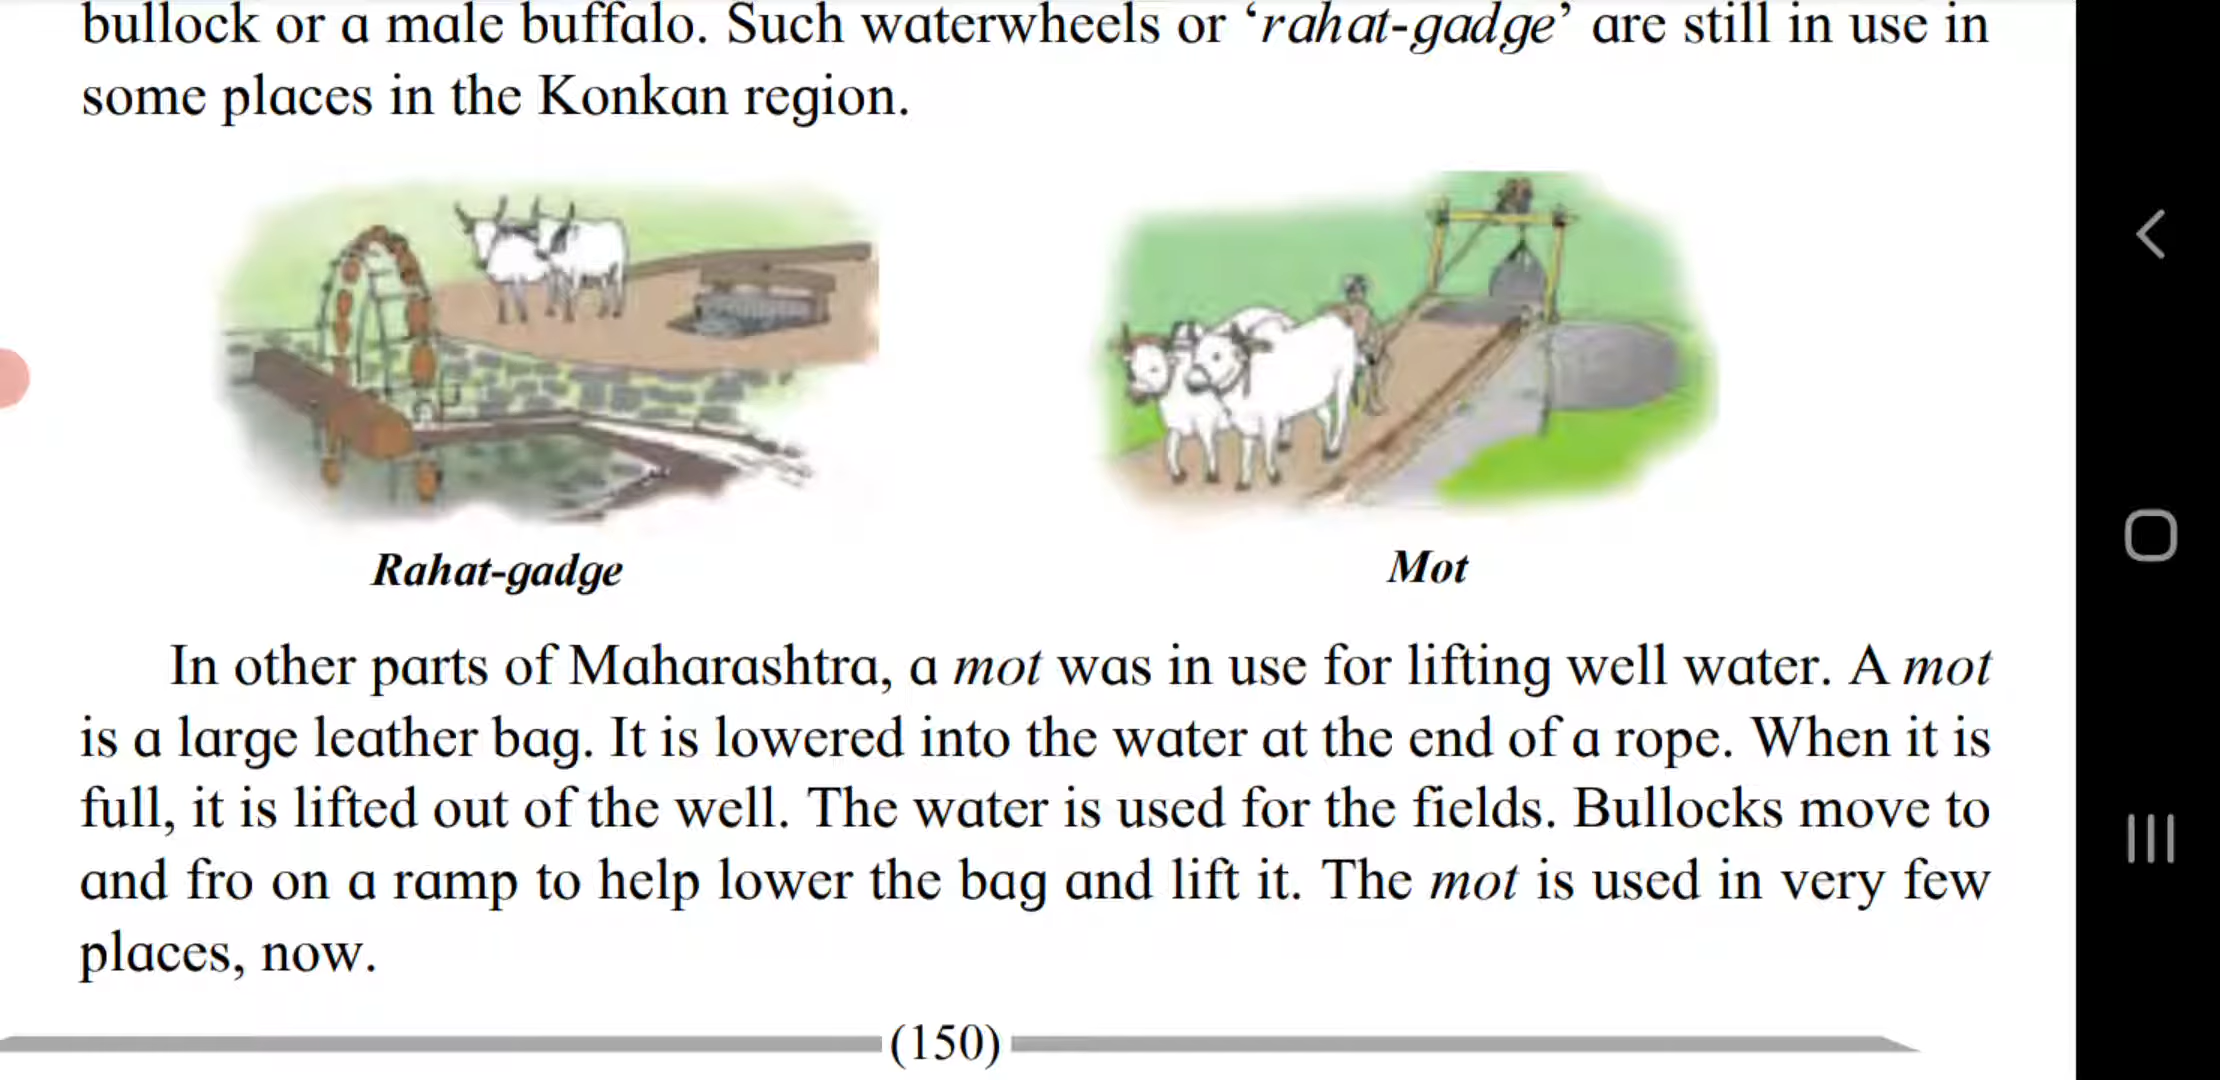 bullock or a male buffalo. Such waterwheels or ‘rahat-gadge’ are still in use in
some places in the Konkan region.
Rahat-gadge
Mot
In other parts of Maharashtra, a mot was in use for lifting well water. A mot
is a large leather bag. It is lowered into the water at the end of a rope. When it is
full, it is lifted out of the well. The water is used for the fields. Bullocks move to
and fro on a ramp to help lower the bag and lift it. The mot is used in very few
places, now.
(150)